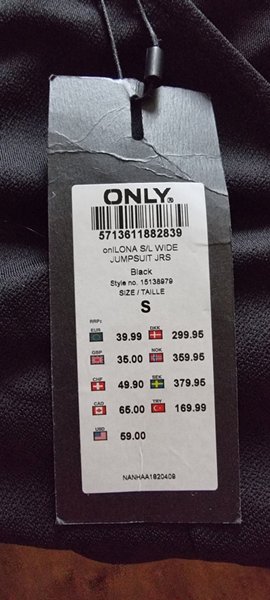 ONLY®
5713611882839
onlLONA S/L WIDE
JUMPSUIT JRS
Black
Style no. 15138979
SIZE / TAILLE
S
RRP:
EUR 39.99 DKK 299.95
GBP 35.00 NOK 359.95
CHF 49.90 SEK 379.95
CAD 65.00 TRY 169.99
USD 59.00
NANHAA1820409